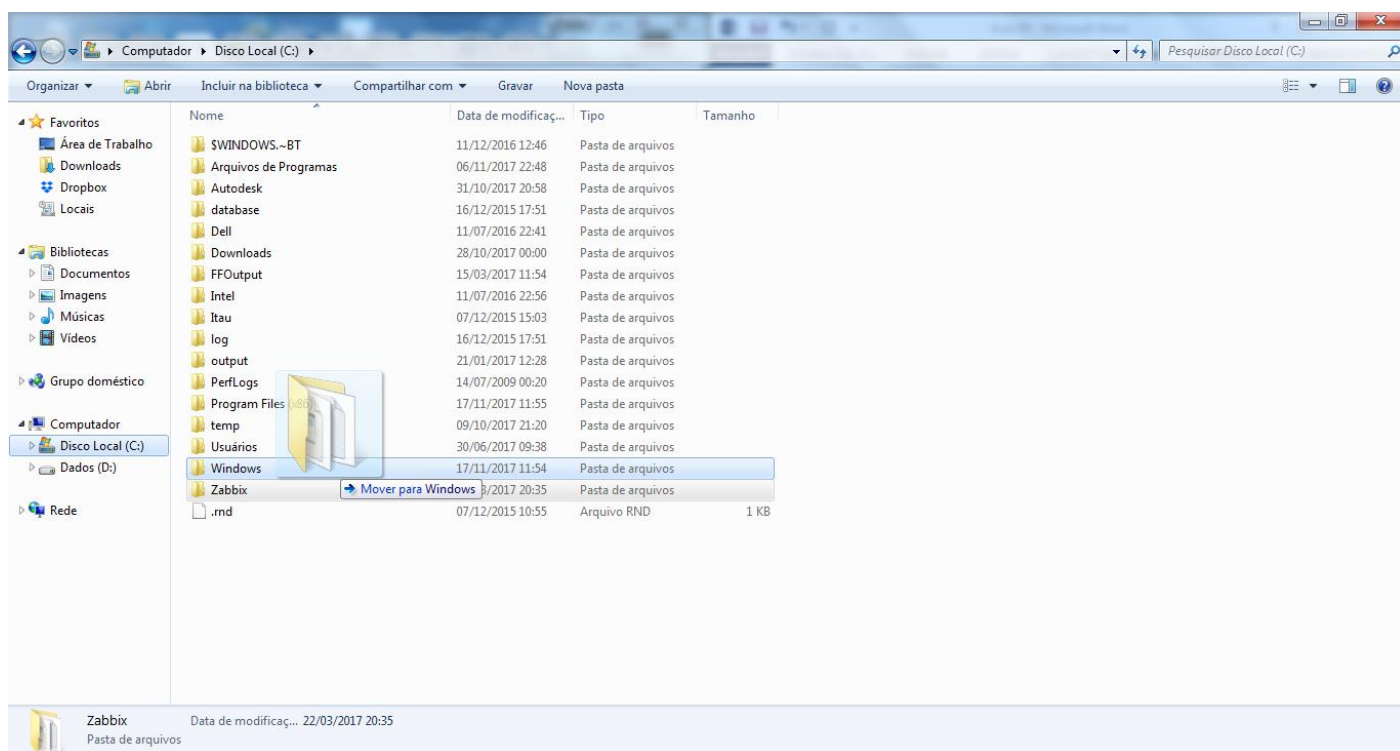 Computador Disco Local (C:)
Pesquisar Disco Local (C:)
Organizar Abrir Incluir na biblioteca Compartilhar com Gravar Nova pasta
Favoritos
Área de Trabalho
Downloads
Dropbox
Locais
Bibliotecas
Documentos
Imagens
Músicas
Vídeos
Grupo doméstico
Computador
Disco Local (C:)
Dados (D:)
Rede
Nome Data de modificaç... Tipo Tamanho
$WINDOWS.~BT 11/12/2016 12:46 Pasta de arquivos
Arquivos de Programas 06/11/2017 22:48 Pasta de arquivos
Autodesk 31/10/2017 20:58 Pasta de arquivos
database 16/12/2015 17:51 Pasta de arquivos
Dell 11/07/2016 22:41 Pasta de arquivos
Downloads 28/10/2017 00:00 Pasta de arquivos
FFOutput 15/03/2017 11:54 Pasta de arquivos
Intel 11/07/2016 22:56 Pasta de arquivos
Itau 07/12/2015 15:03 Pasta de arquivos
log 16/12/2015 17:51 Pasta de arquivos
output 21/01/2017 12:28 Pasta de arquivos
PerfLogs 14/07/2009 00:20 Pasta de arquivos
Program Files (x86) 17/11/2017 11:55 Pasta de arquivos
temp 09/10/2017 21:20 Pasta de arquivos
Usuários 30/06/2017 09:38 Pasta de arquivos
Windows 17/11/2017 11:54 Pasta de arquivos
Zabbix Mover para Windows 3/2017 20:35 Pasta de arquivos
.rnd 07/12/2015 10:55 Arquivo RND 1 KB
Zabbix Data de modificaç... 22/03/2017 20:35
Pasta de arquivos